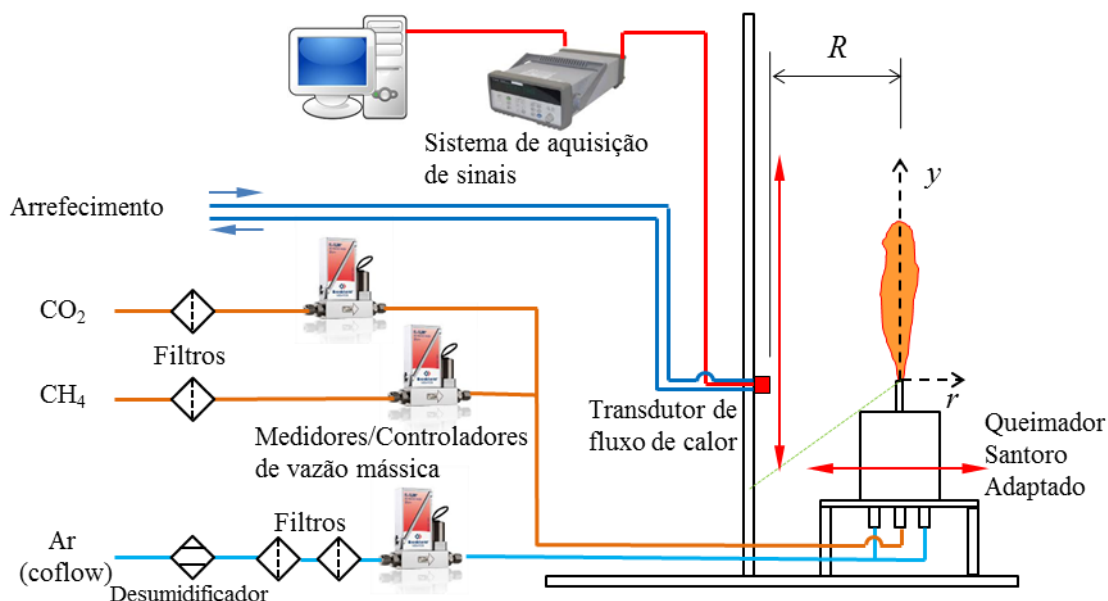 R
Sistema de aquisição
de sinais
y
Arrefecimento
CO2
Filtros
CH4
Transdutor de
fluxo de calor
r
Queimador
Santoro
Adaptado
Medidores/Controladores
de vazão mássica
Filtros
Ar
(coflow)
Desumidificador